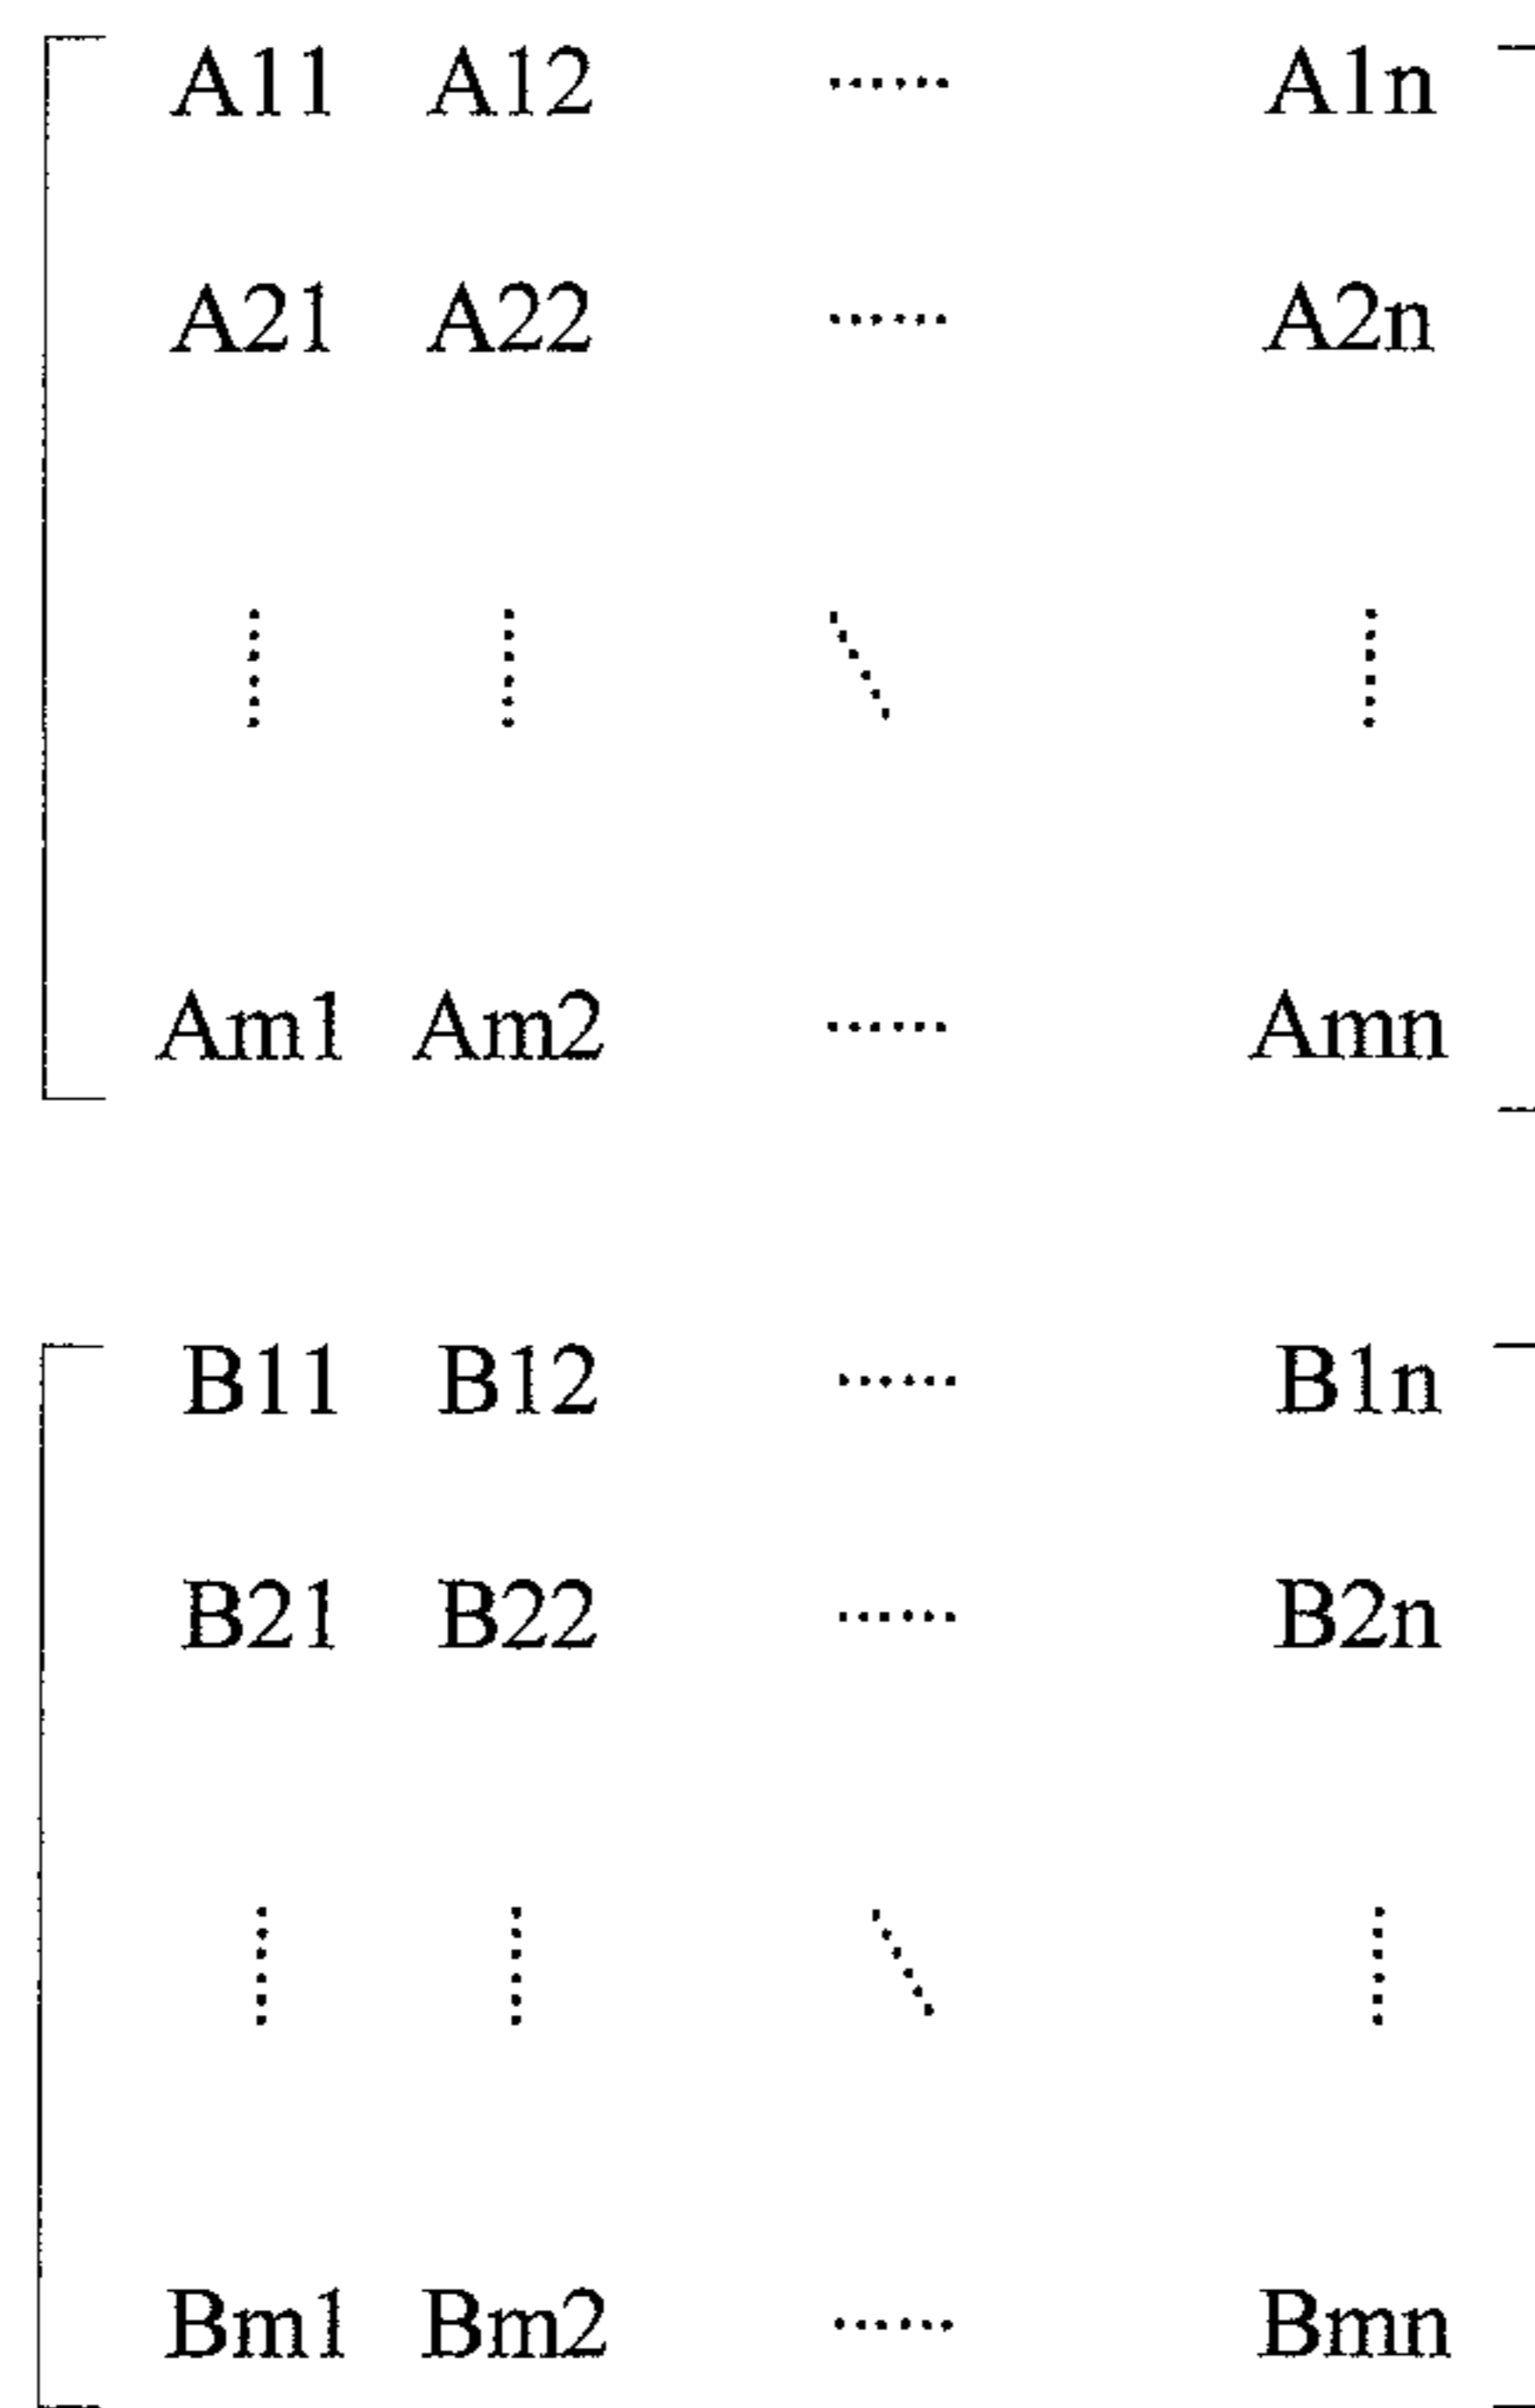 A11 A12 ...... A1n
A21 A22 ...... A2n
Am1 Am2 ...... Amn
B11 B12 ...... B1n
B21 B22 ...... B2n
Bm1 Bm2 ...... Bmn